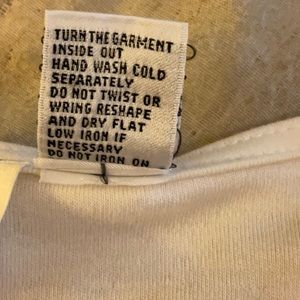 TURN THE GARMENT
INSIDE OUT
HAND WASH COLD
SEPARATELY
DO NOT TWIST OR
WRING RESHAPE
AND DRY FLAT
LOW IRON IF
NECESSARY
DO NOT IRON ON